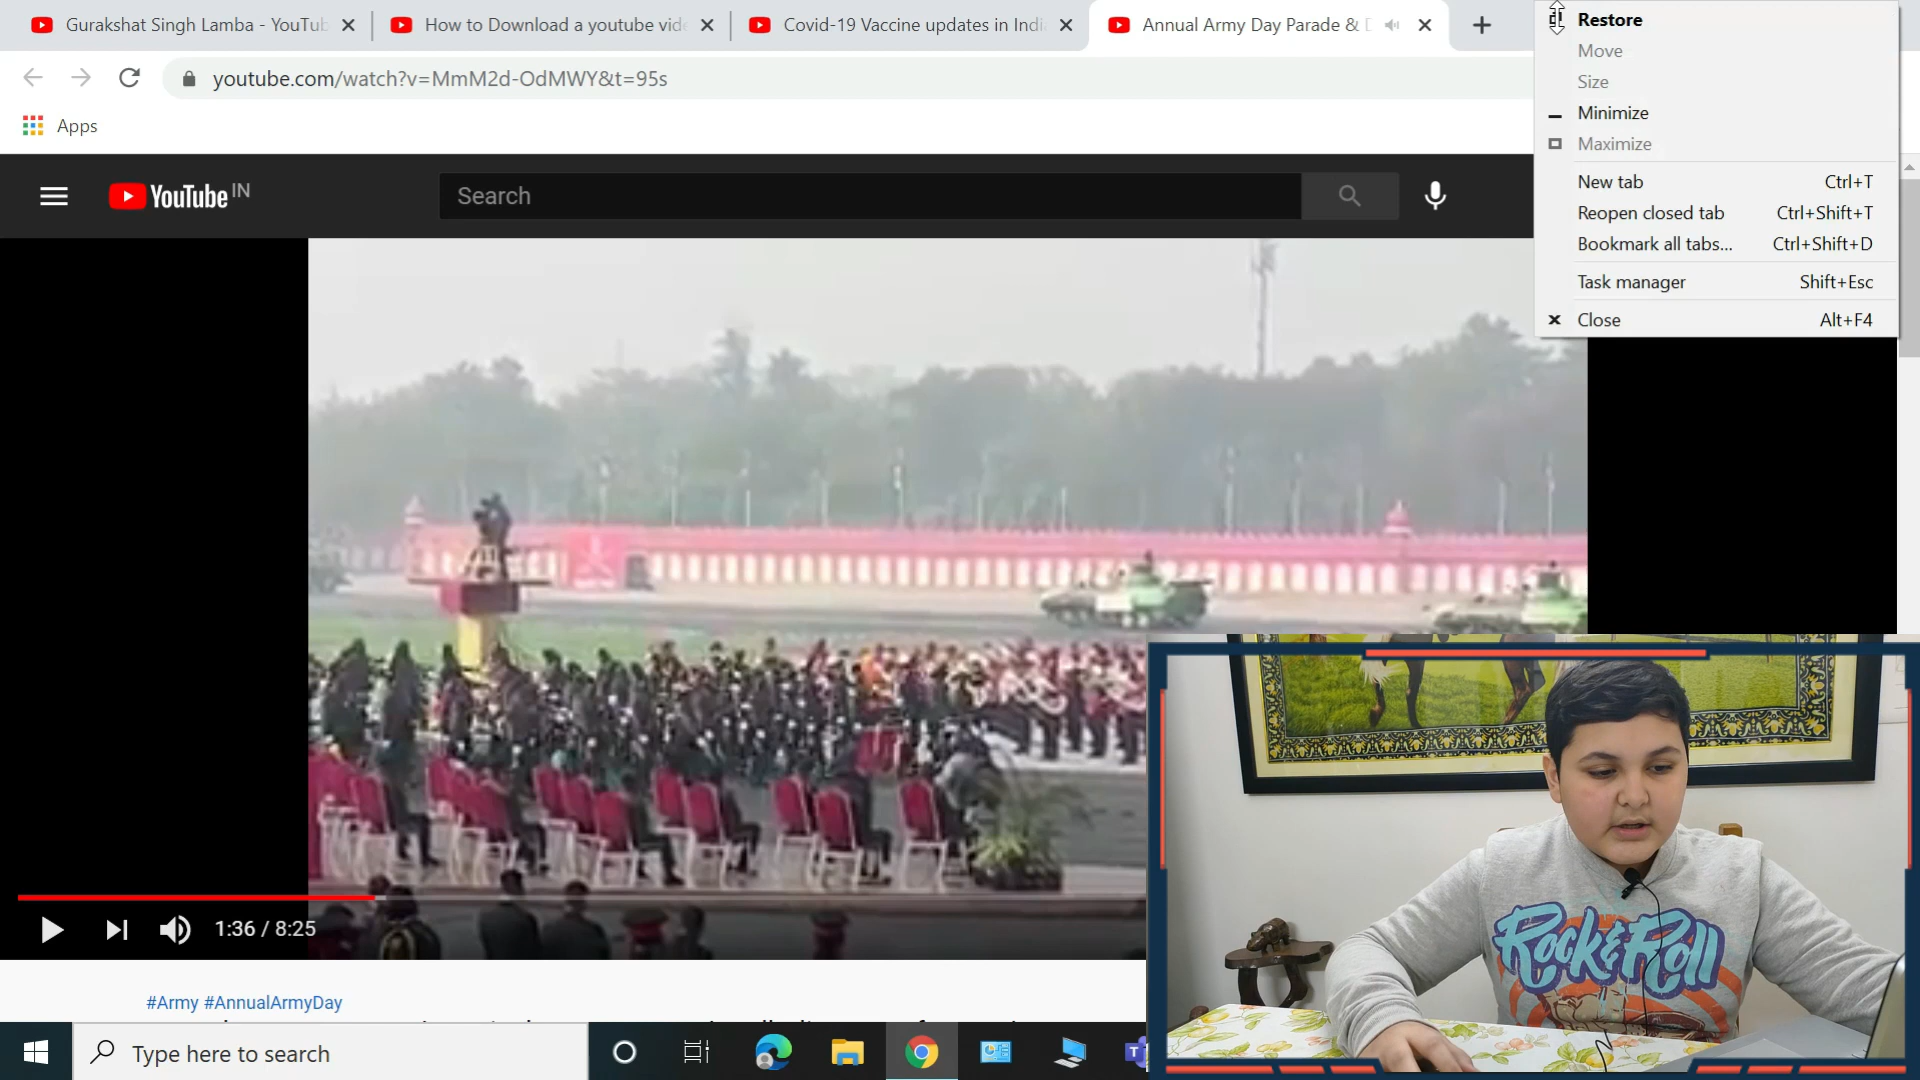 Gurakshat Singh Lamba - YouTub
How to Download a youtube vide
Covid-19 Vaccine updates in Indi
Annual Army Day Parade & D
youtube.com/watch?v=MmM2d-OdMWY&t=95s
Apps
YouTube IN
Search
Restore
Move
Size
Minimize
Maximize
New tab Ctrl+T
Reopen closed tab Ctrl+Shift+T
Bookmark all tabs... Ctrl+Shift+D
Task manager Shift+Esc
Close Alt+F4
1:36 / 8:25
#Army #AnnualArmyDay
Rock & Roll
Type here to search